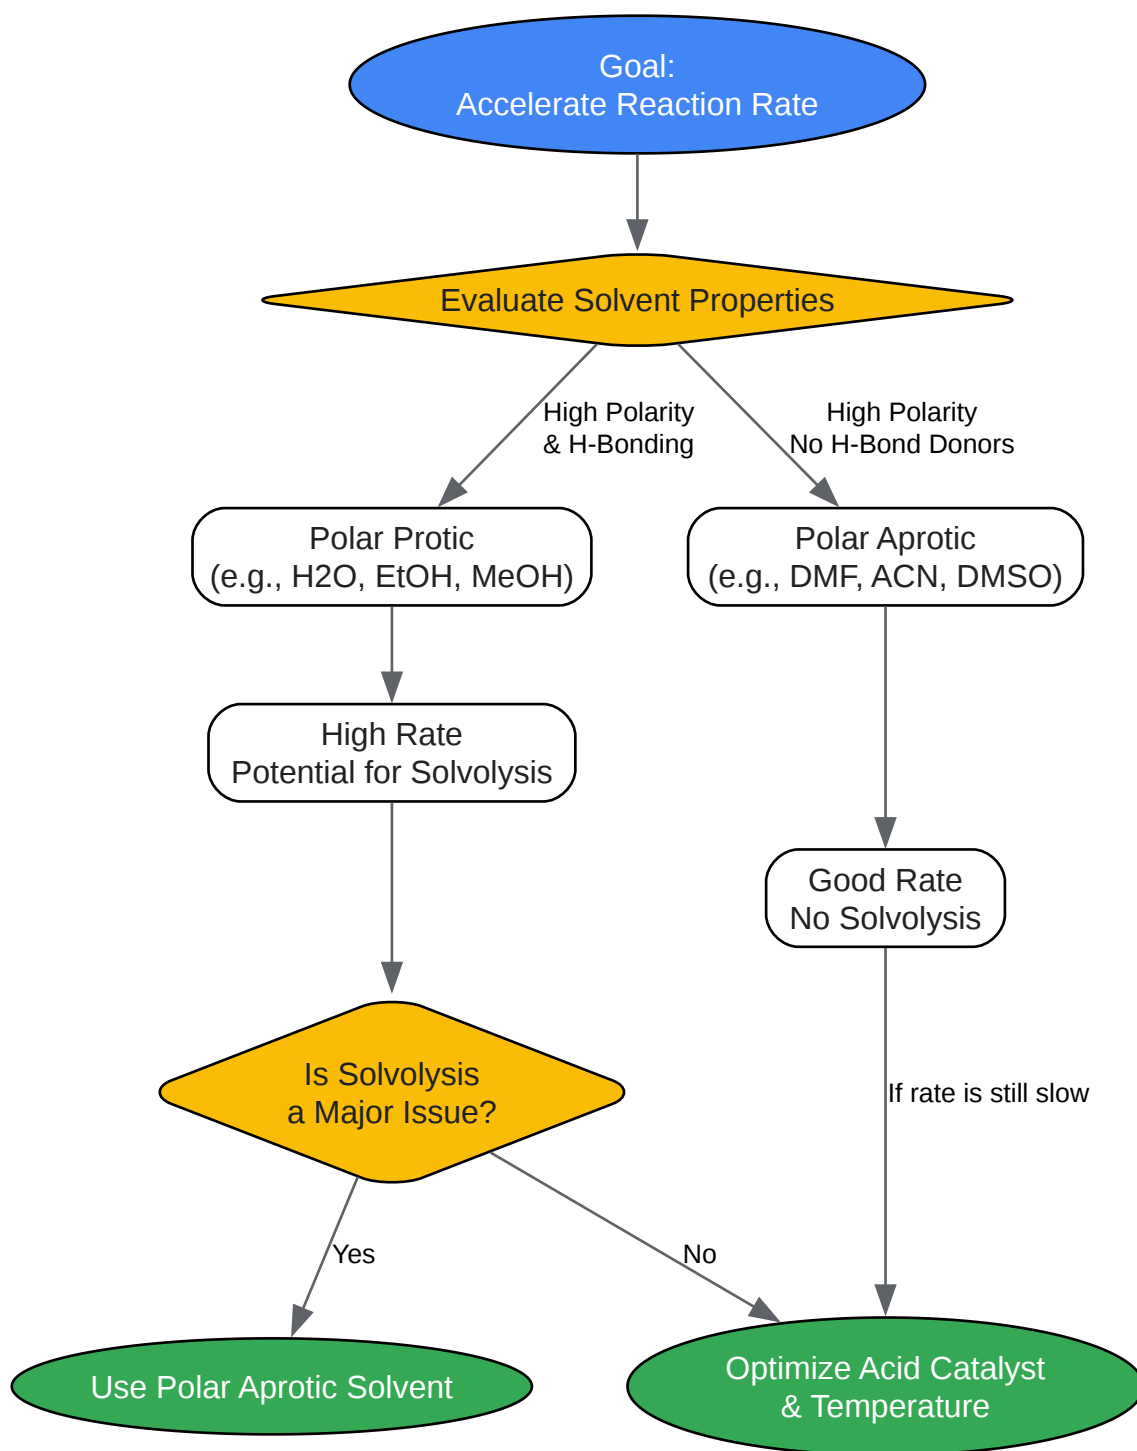 Goal:
Accelerate Reaction Rate
Evaluate Solvent Properties
High Polarity
& H-Bonding
High Polarity
No H-Bond Donors
Polar Protic
(e.g., H2O, EtOH, MeOH)
Polar Aprotic
(e.g., DMF, ACN, DMSO)
High Rate
Potential for Solvolysis
Good Rate
No Solvolysis
Is Solvolysis
a Major Issue?
If rate is still slow
Yes
No
Use Polar Aprotic Solvent
Optimize Acid Catalyst
& Temperature